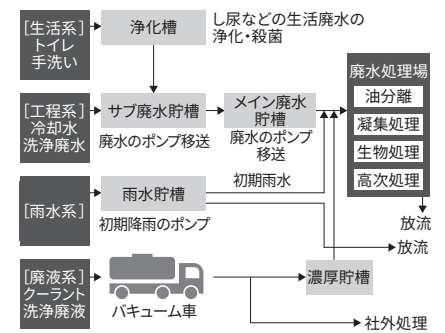 [生活系]
トイレ
手洗い
浄化槽
し尿などの生活廃水の
浄化・殺菌
[工程系]
冷却水
洗浄廃水
サブ廃水貯槽
廃水のポンプ移送
メイン廃水
貯槽
廃水のポンプ
移送
廃水処理場
油分離
凝集処理
生物処理
高次処理
放流
[雨水系]
雨水貯槽
初期降雨のポンプ
初期雨水
放流
[廃液系]
クーラント
洗浄廃液
バキューム車
濃厚貯槽
社外処理